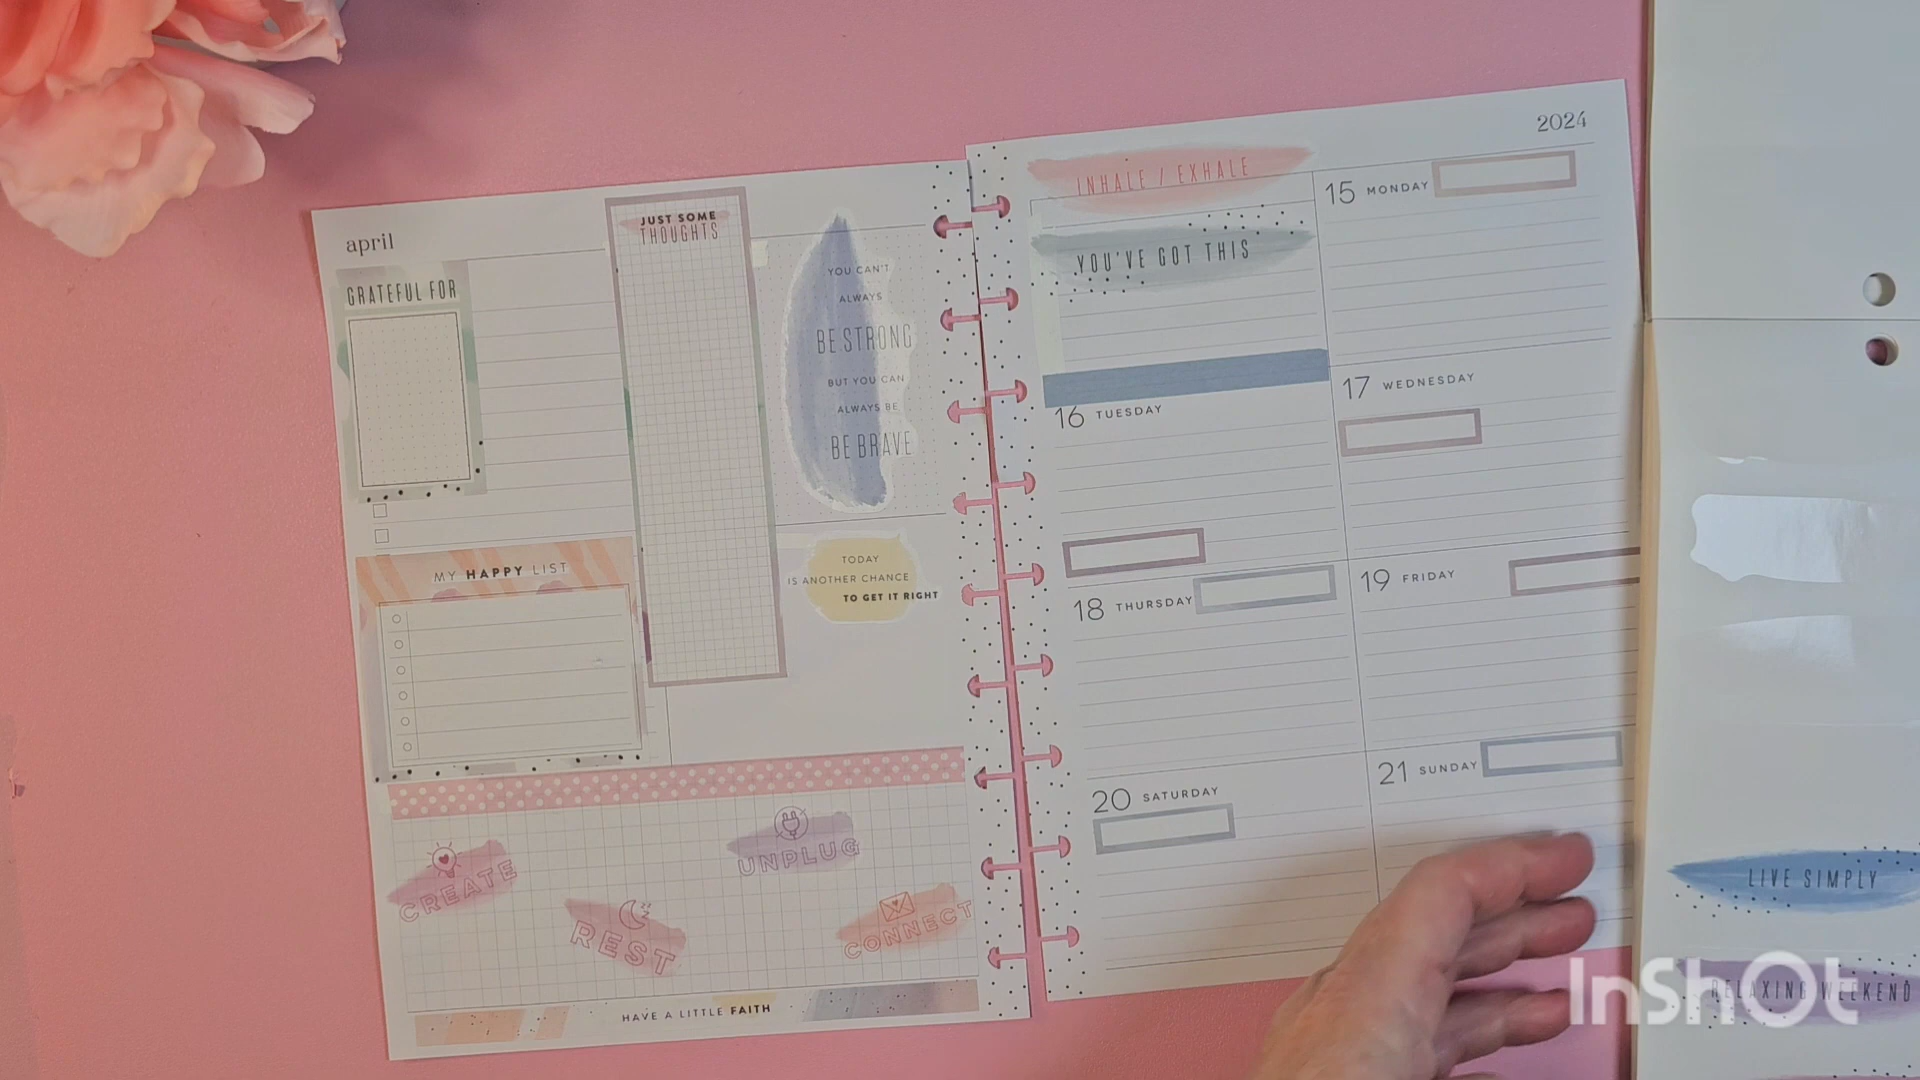 april
GRATEFUL FOR
JUST SOME
THOUGHTS
YOU CAN'T
ALWAYS
BE STRONG
BUT YOU CAN
ALWAYS BE
BE BRAVE
MY HAPPY LIST
TODAY
IS ANOTHER CHANCE
TO GET IT RIGHT
CREATE
REST
UNPLUG
CONNECT
HAVE A LITTLE FAITH
2024
INHALE / EXHALE
YOU'VE GOT THIS
15 MONDAY
16 TUESDAY
17 WEDNESDAY
18 THURSDAY
19 FRIDAY
20 SATURDAY
21 SUNDAY
LIVE SIMPLY
RELAXING WEEKEND
InShOt